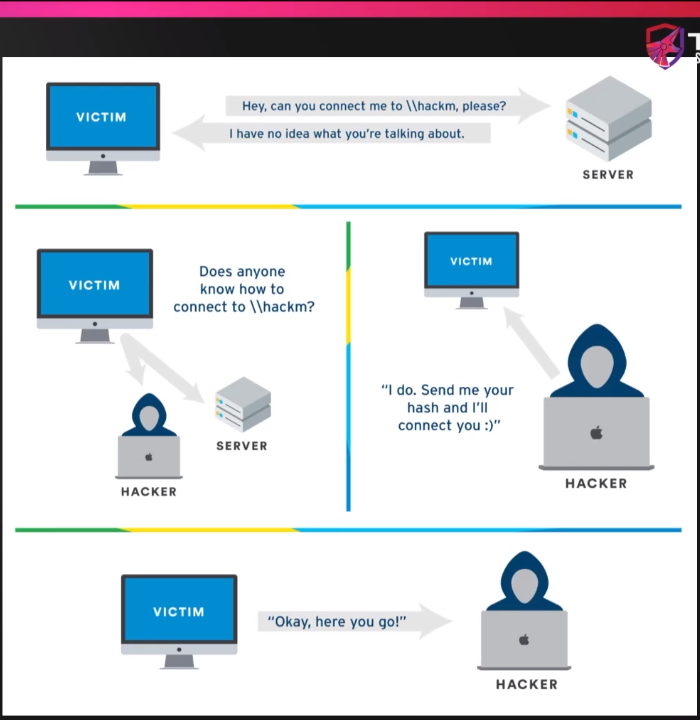 VICTIM
Hey, can you connect me to \\hackm, please?
I have no idea what you're talking about.
SERVER
VICTIM
Does anyone
know how to
connect to \\hackm?
SERVER
HACKER
VICTIM
"I do. Send me your
hash and I'll
connect you :)"
HACKER
VICTIM
"Okay, here you go!"
HACKER